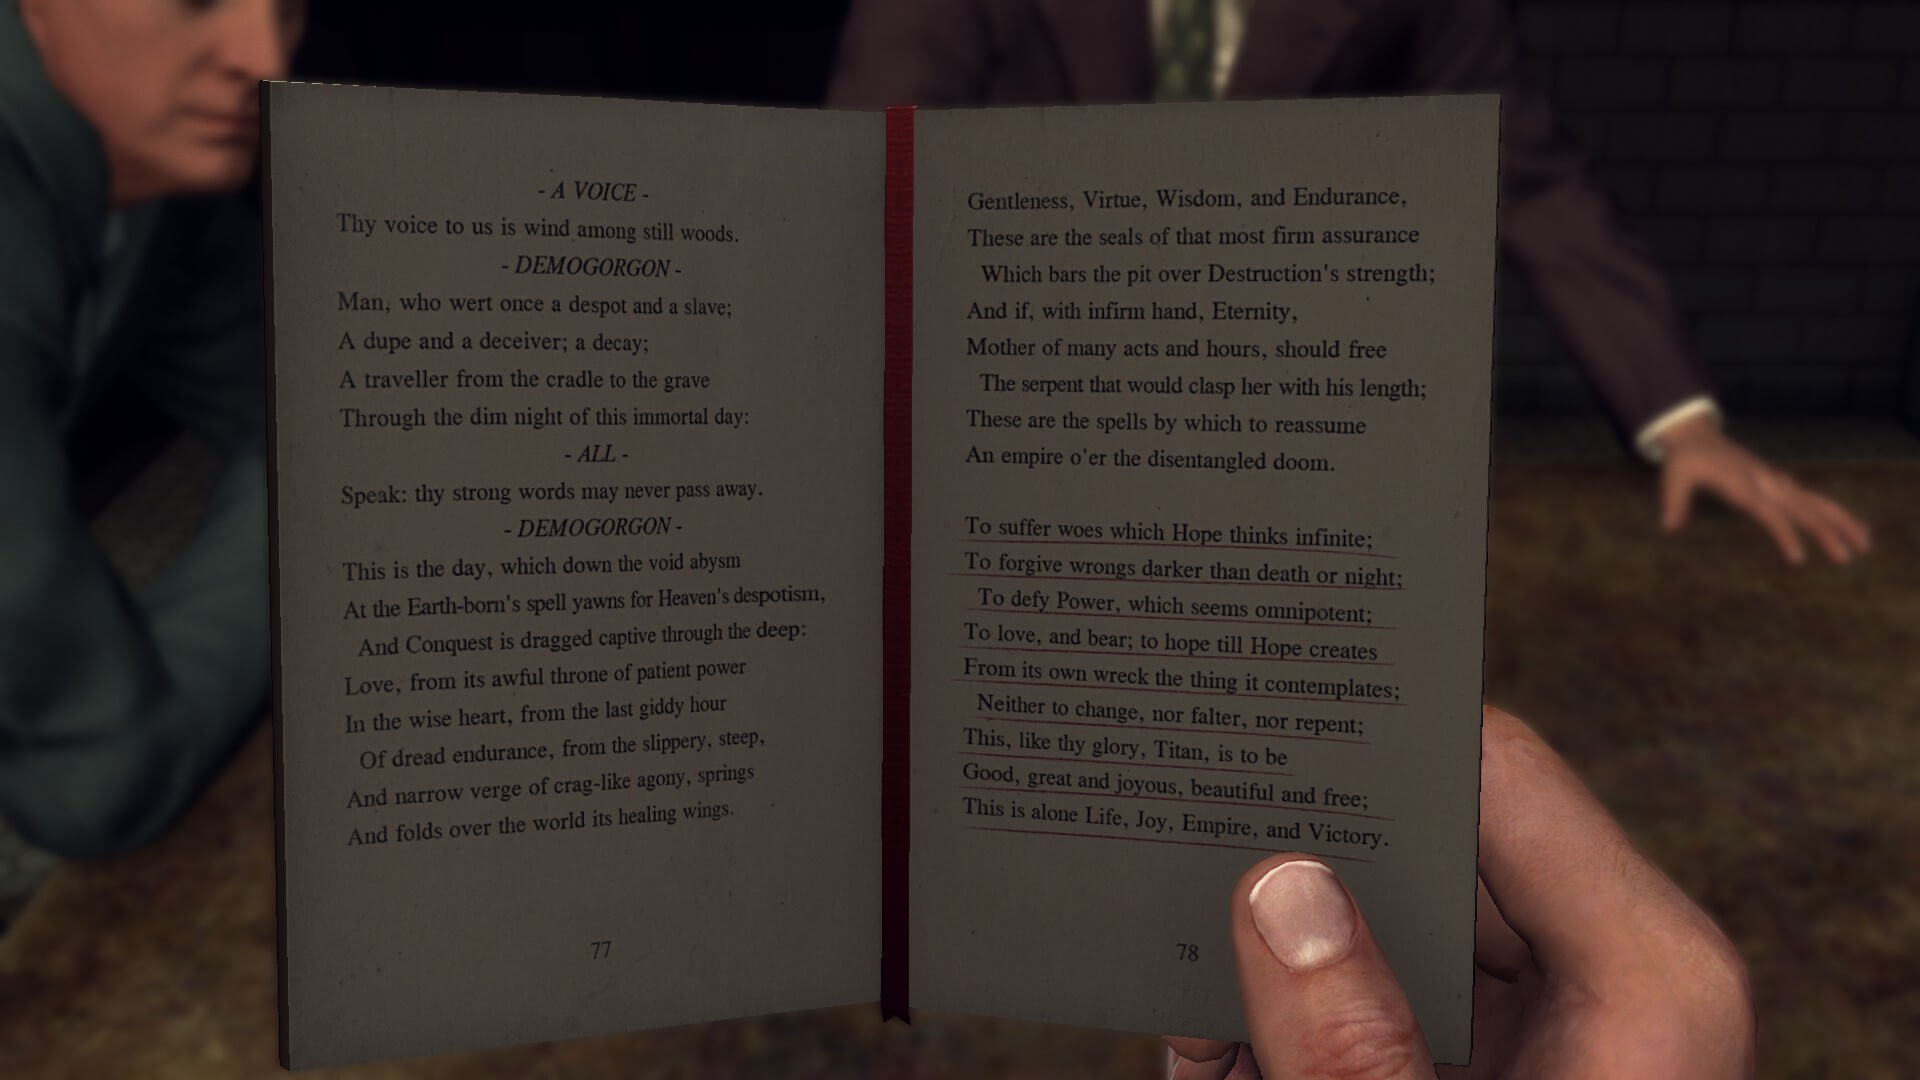 - A VOICE -
Thy voice to us is wind among still woods.
- DEMOGORGON -
Man, who wert once a despot and a slave;
A dupe and a deceiver; a decay;
A traveller from the cradle to the grave
Through the dim night of this immortal day:
- ALL -
Speak: thy strong words may never pass away.
- DEMOGORGON -
This is the day, which down the void abysm
At the Earth-born's spell yawns for Heaven's despotism,
And Conquest is dragged captive through the deep:
Love, from its awful throne of patient power
In the wise heart, from the last giddy hour
Of dread endurance, from the slippery, steep,
And narrow verge of crag-like agony, springs
And folds over the world its healing wings.
77
Gentleness, Virtue, Wisdom, and Endurance,
These are the seals of that most firm assurance
Which bars the pit over Destruction's strength;
And if, with infirm hand, Eternity,
Mother of many acts and hours, should free
The serpent that would clasp her with his length;
These are the spells by which to reassume
An empire o'er the disentangled doom.
To suffer woes which Hope thinks infinite;
To forgive wrongs darker than death or night;
To defy Power, which seems omnipotent;
To love, and bear; to hope till Hope creates
From its own wreck the thing it contemplates;
Neither to change, nor falter, nor repent;
This, like thy glory, Titan, is to be
Good, great and joyous, beautiful and free;
This is alone Life, Joy, Empire, and Victory.
78